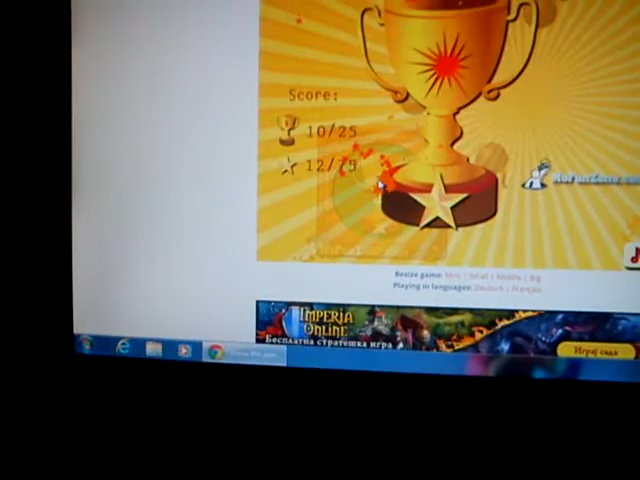 Score:
10/25
12/75
Resize game: Mini | Small | Middle | Big
Playing in languages: Deutsch | Français
IMPERIA
ONLINE
Бесплатна стратешка игра
Играј сада